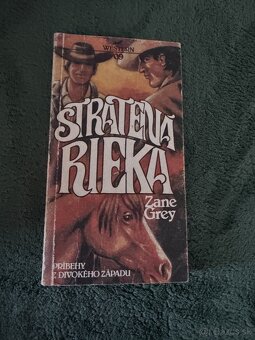 WESTERN
STRATENÁ
RIEKA
Zane
Grey
PRÍBEHY
Z DIVOKÉHO ZÁPADU